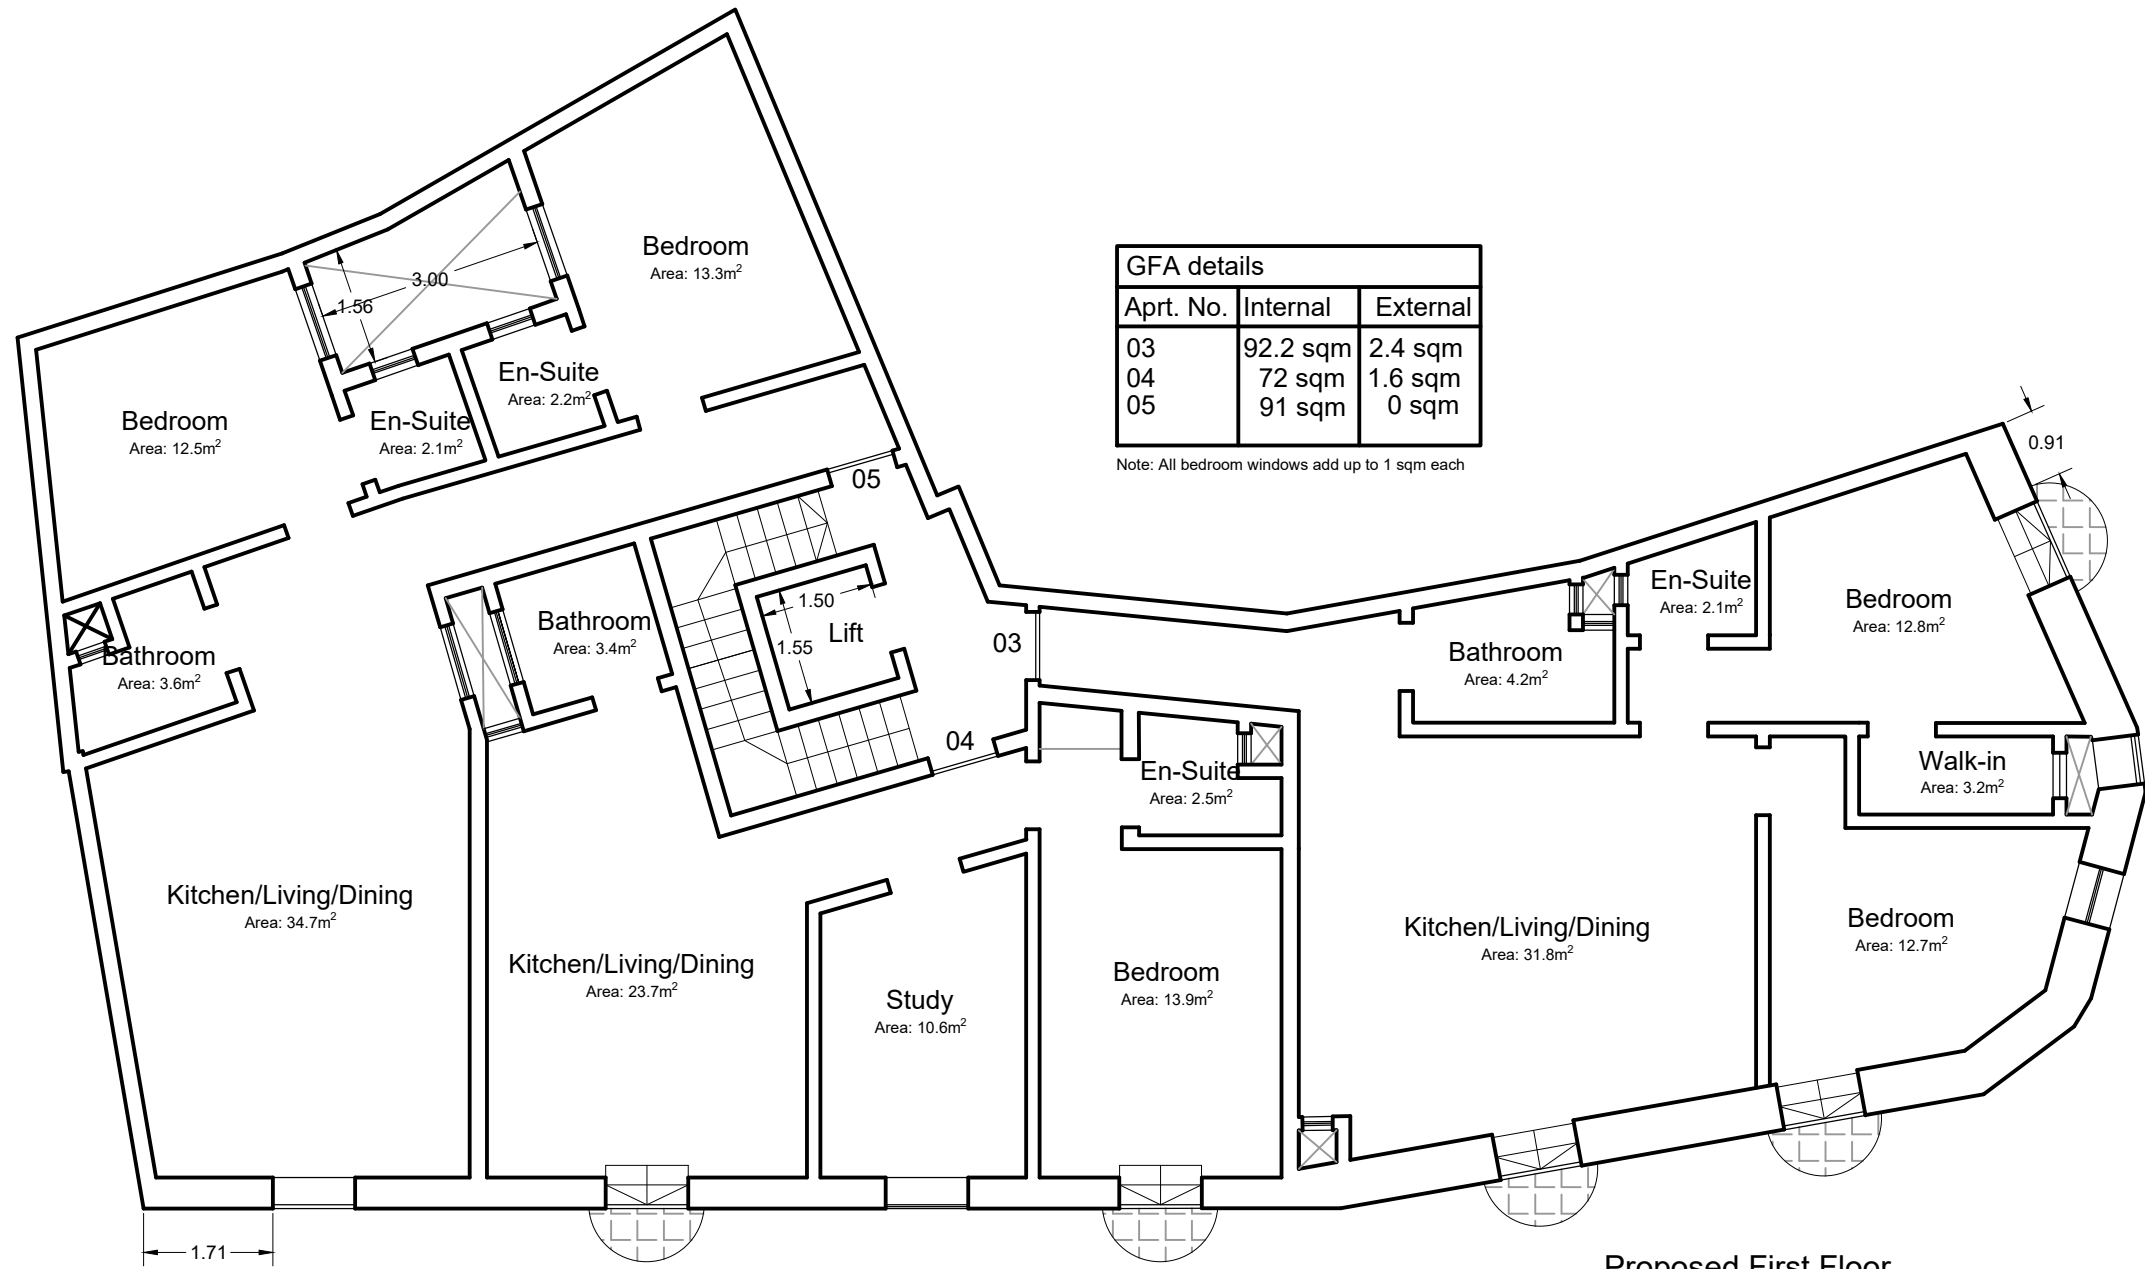 Bedroom
Area: 13.3m²
3.00
1.56
GFA details
Aprt. No. Internal External
03 92.2 sqm 2.4 sqm
04 72 sqm 1.6 sqm
05 91 sqm 0 sqm
Note: All bedroom windows add up to 1 sqm each
En-Suite
Area: 2.2m²
Bedroom
Area: 12.5m²
En-Suite
Area: 2.1m²
0.91
05
En-Suite
Area: 2.1m²
Bedroom
Area: 12.8m²
1.50
Lift
1.55
Bathroom
Area: 3.4m²
03
Bathroom
Area: 4.2m²
Bathroom
Area: 3.6m²
04
En-Suite
Area: 2.5m²
Walk-in
Area: 3.2m²
Kitchen/Living/Dining
Area: 34.7m²
Kitchen/Living/Dining
Area: 23.7m²
Study
Area: 10.6m²
Bedroom
Area: 13.9m²
Kitchen/Living/Dining
Area: 31.8m²
Bedroom
Area: 12.7m²
1.71
Proposed First Floor